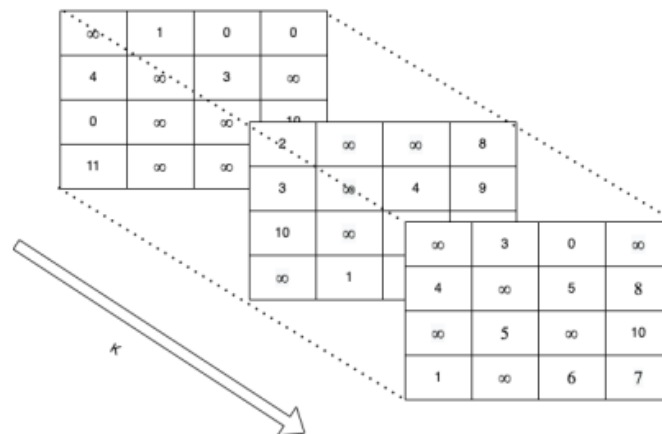 ∞ 1 0 0
4 ∞ 3 ∞
0 ∞ ∞ 10
11 ∞ ∞
2 ∞ ∞ 8
3 ∞ 4 9
10 ∞
∞ 1
∞ 3 0 ∞
4 ∞ 5 8
∞ 5 ∞ 10
1 ∞ 6 7
K